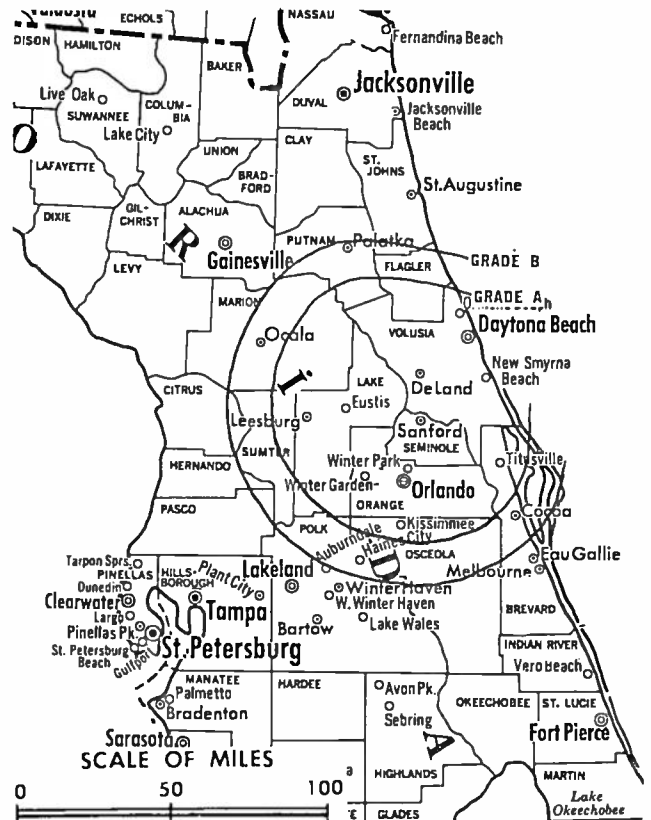 ECHOLS
NASSAU
DISON
HAMILTON
Fernandina Beach
BAKER
Jacksonville
DUVAL
Live Oak
SUWANNEE
COLUM-
BIA
Lake City
Jacksonville
Beach
CLAY
UNION
ST.
JOHNS
LAFAYETTE
BRAD-
FORD
St. Augustine
DIXIE
GIL-
CHRIST
ALACHUA
R
Gainesville
PUTNAM
Palatka
GRADE B
FLAGLER
LEVY
MARION
GRADE A
Daytona Beach
VOLUSIA
Ocala
I
New Smyrna
Beach
CITRUS
LAKE
DeLand
Eustis
Leesburg
Sanford
SEMINOLE
SUMTER
HERNANDO
Winter Park
Titusville
Winter Garden
Orlando
PASCO
ORANGE
POLK
Kissimmee
City
Cocoa
Auburndale
Haines
OSCEOLA
Eau Gallie
Tarpon Sprs.
PINELLAS
HILLS-
BOROUGH
Plant City
Lakeland
D
Melbourne
Dunedin
Clearwater
Winter Haven
W. Winter Haven
Tampa
Largo
Bartow
Lake Wales
BREVARD
Pinellas Pk.
St. Petersburg
St. Petersburg
Beach
Gulfport
INDIAN RIVER
Vero Beach
MANATEE
HARDEE
Palmetto
Bradenton
Avon Pk.
Sebring
OKEECHOBEE
ST. LUCIE
Fort Pierce
Sarasota
SCALE OF MILES
A
HIGHLANDS
MARTIN
0
50
100
GLADES
Lake
Okeechobee